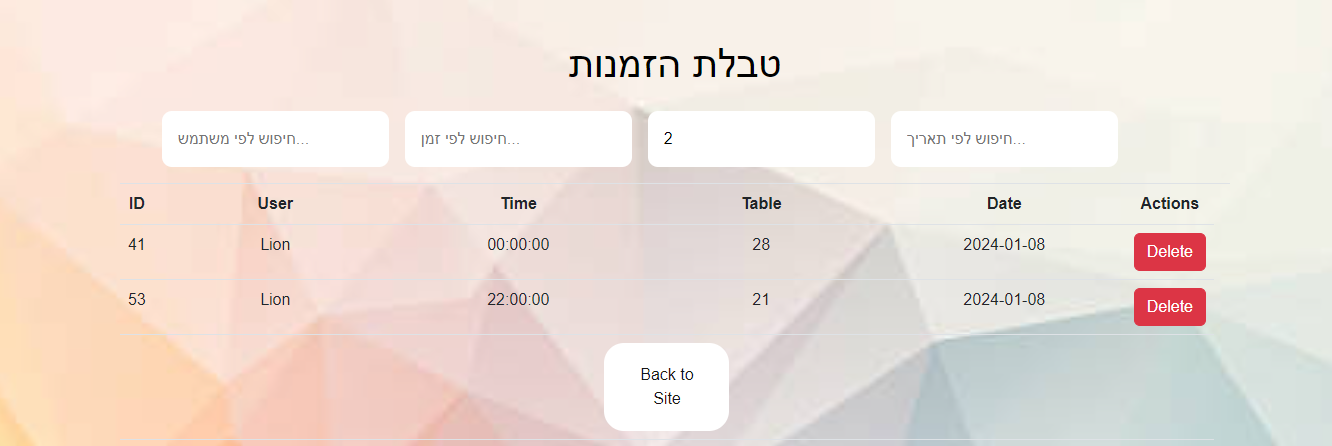 טבלת הזמנות
חיפוש לפי משתמש...
חיפוש לפי זמן...
2
חיפוש לפי תאריך...
ID User Time Table Date Actions
41 Lion 00:00:00 28 2024-01-08 Delete
53 Lion 22:00:00 21 2024-01-08 Delete
Back to
Site